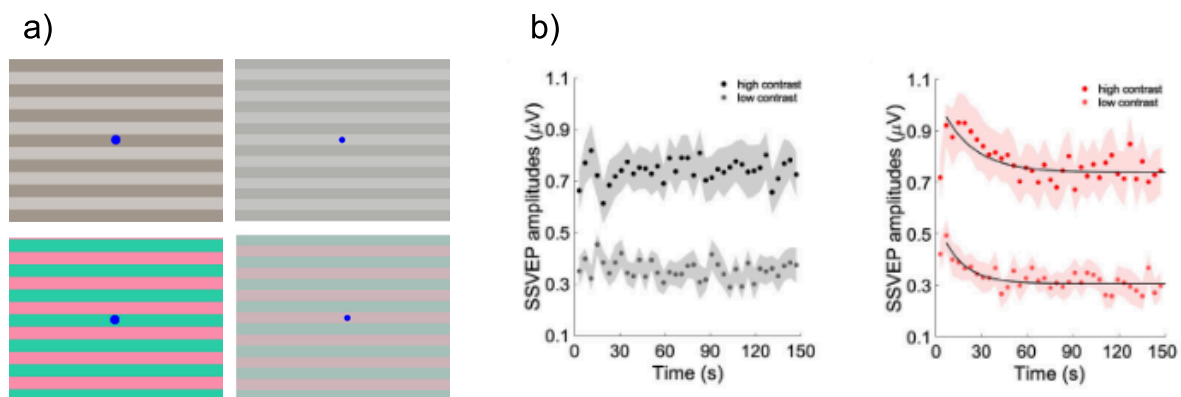 a)
b)
1.1
0.9
0.7
0.5
0.3
0.1
SSVEP amplitudes (μV)
high contrast
low contrast
0
30
60
90
120
150
Time (s)
1.1
0.9
0.7
0.5
0.3
0.1
SSVEP amplitudes (μV)
high contrast
low contrast
0
30
60
90
120
150
Time (s)